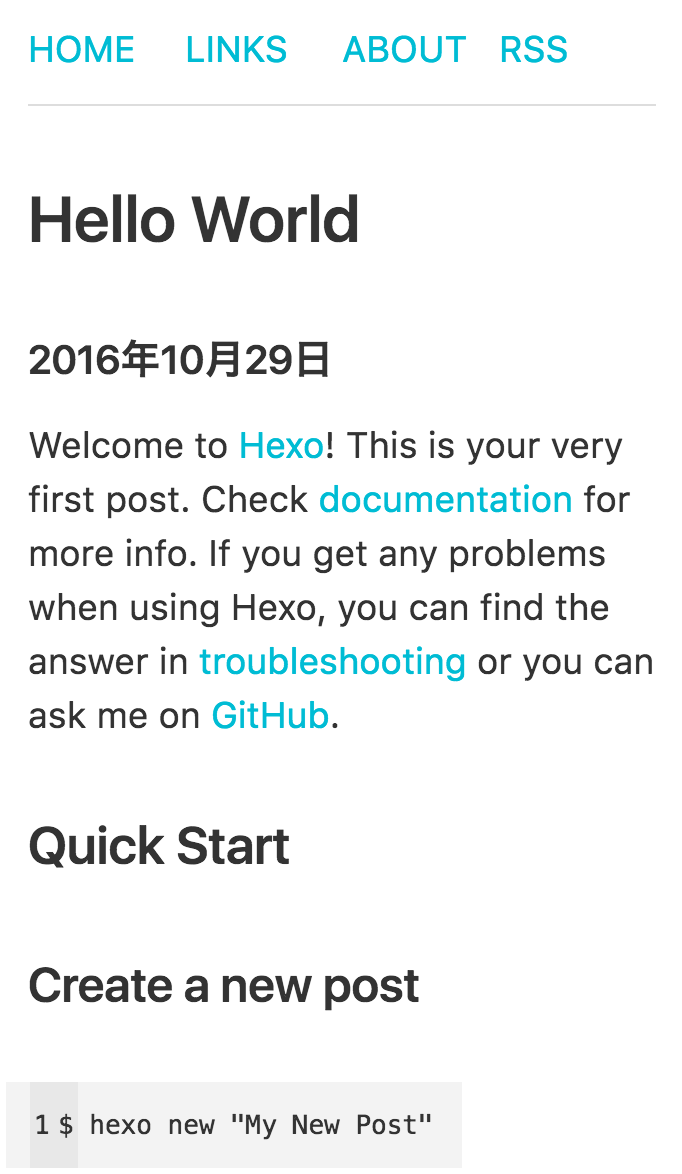 HOME LINKS ABOUT RSS
Hello World
2016年10月29日
Welcome to Hexo! This is your very
first post. Check documentation for
more info. If you get any problems
when using Hexo, you can find the
answer in troubleshooting or you can
ask me on GitHub.
Quick Start
Create a new post
1 $ hexo new "My New Post"